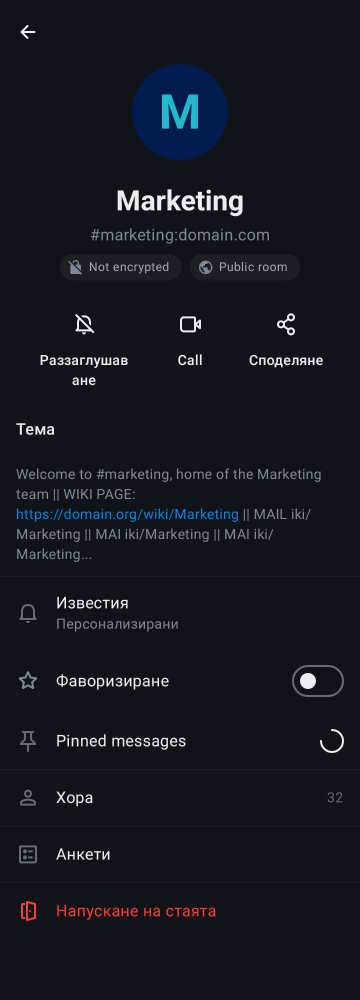 M
Marketing
#marketing:domain.com
Not encrypted
Public room
Раззаглушав
ане
Call
Споделяне
Тема
Welcome to #marketing, home of the Marketing
team || WIKI PAGE:
https://domain.org/wiki/Marketing || MAIL iki/
Marketing || MAI iki/Marketing || MAI iki/
Marketing...
Известия
Персонализирани
Фаворизиране
Pinned messages
Хора 32
Анкети
Напускане на стаята